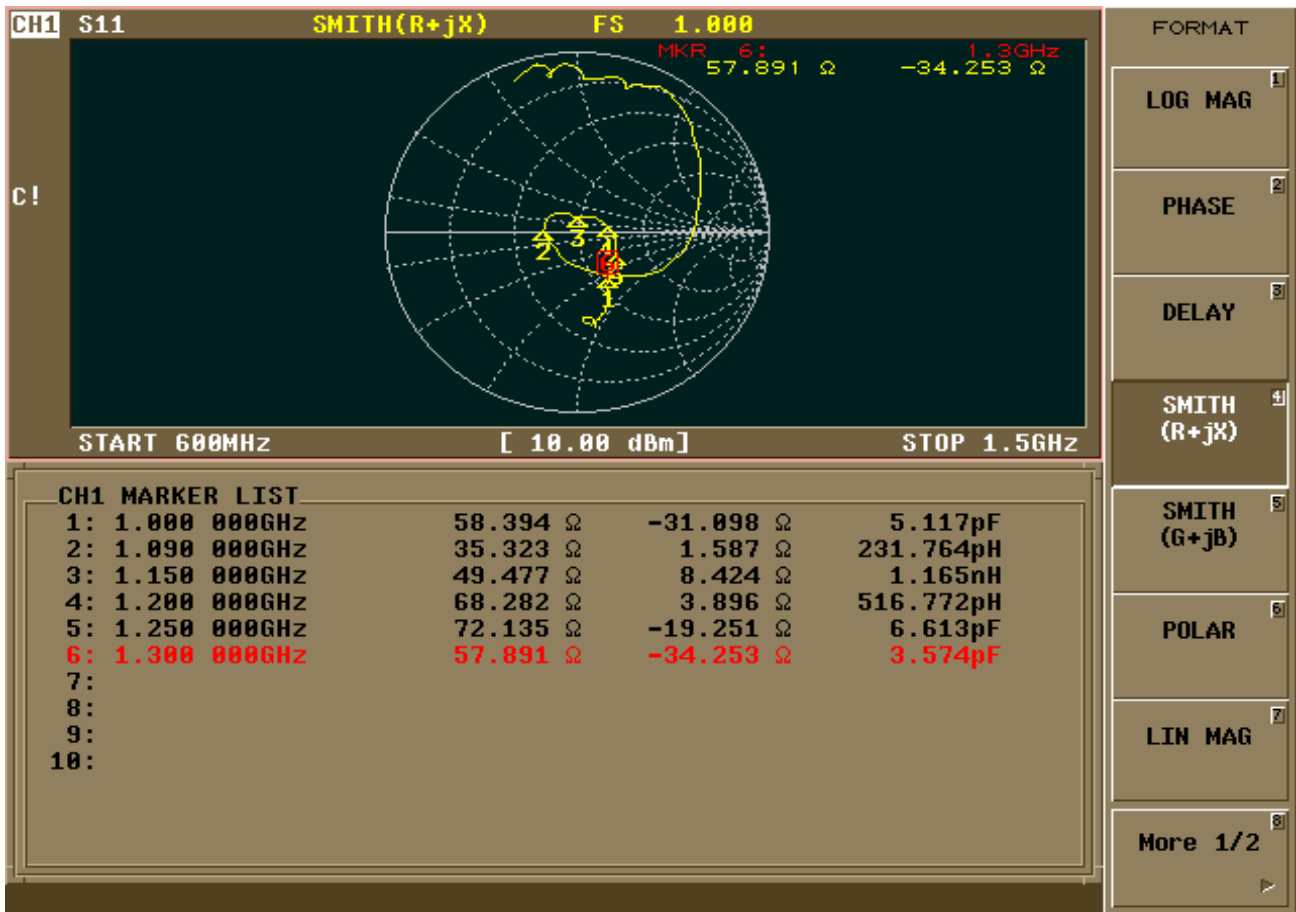 CH1 S11 SMITH(R+jX) FS 1.000
MKR 6: 1.3GHz
57.891 Ω -34.253 Ω
C!
2
3
6
1
START 600MHz [ 10.00 dBm] STOP 1.5GHz
CH1 MARKER LIST
1: 1.000 000GHz 58.394 Ω -31.098 Ω 5.117pF
2: 1.090 000GHz 35.323 Ω 1.587 Ω 231.764pH
3: 1.150 000GHz 49.477 Ω 8.424 Ω 1.165nH
4: 1.200 000GHz 68.282 Ω 3.896 Ω 516.772pH
5: 1.250 000GHz 72.135 Ω -19.251 Ω 6.613pF
6: 1.300 000GHz 57.891 Ω -34.253 Ω 3.574pF
7:
8:
9:
10:
FORMAT
1
LOG MAG
2
PHASE
3
DELAY
4
SMITH
(R+jX)
5
SMITH
(G+jB)
6
POLAR
7
LIN MAG
8
More 1/2